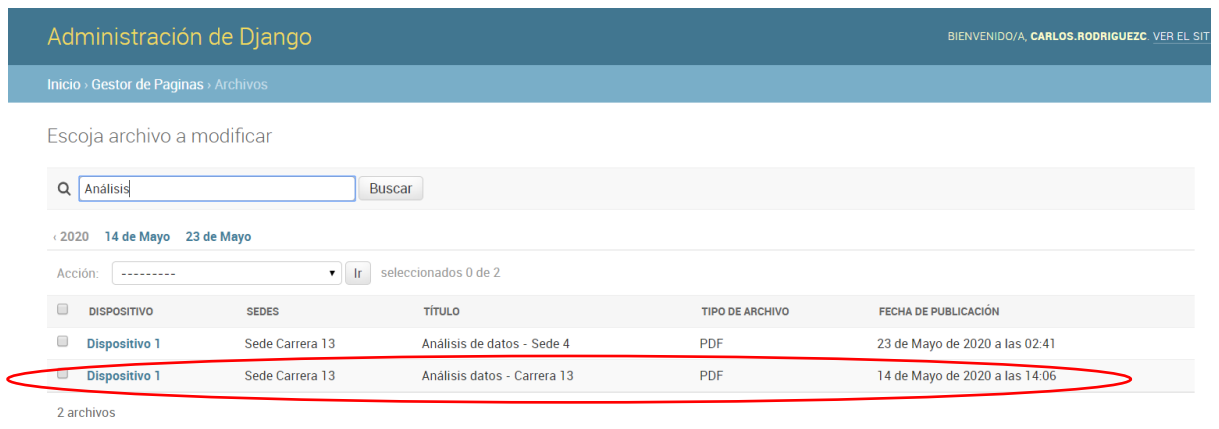 Administración de Django
BIENVENIDO/A, CARLOS.RODRIGUEZC. VER EL SIT
Inicio › Gestor de Paginas › Archivos
Escoja archivo a modificar
Análisis Buscar
‹ 2020 14 de Mayo 23 de Mayo
Acción: --------- Ir seleccionados 0 de 2
DISPOSITIVO SEDES TÍTULO TIPO DE ARCHIVO FECHA DE PUBLICACIÓN
Dispositivo 1 Sede Carrera 13 Análisis de datos - Sede 4 PDF 23 de Mayo de 2020 a las 02:41
Dispositivo 1 Sede Carrera 13 Análisis datos - Carrera 13 PDF 14 de Mayo de 2020 a las 14:06
2 archivos